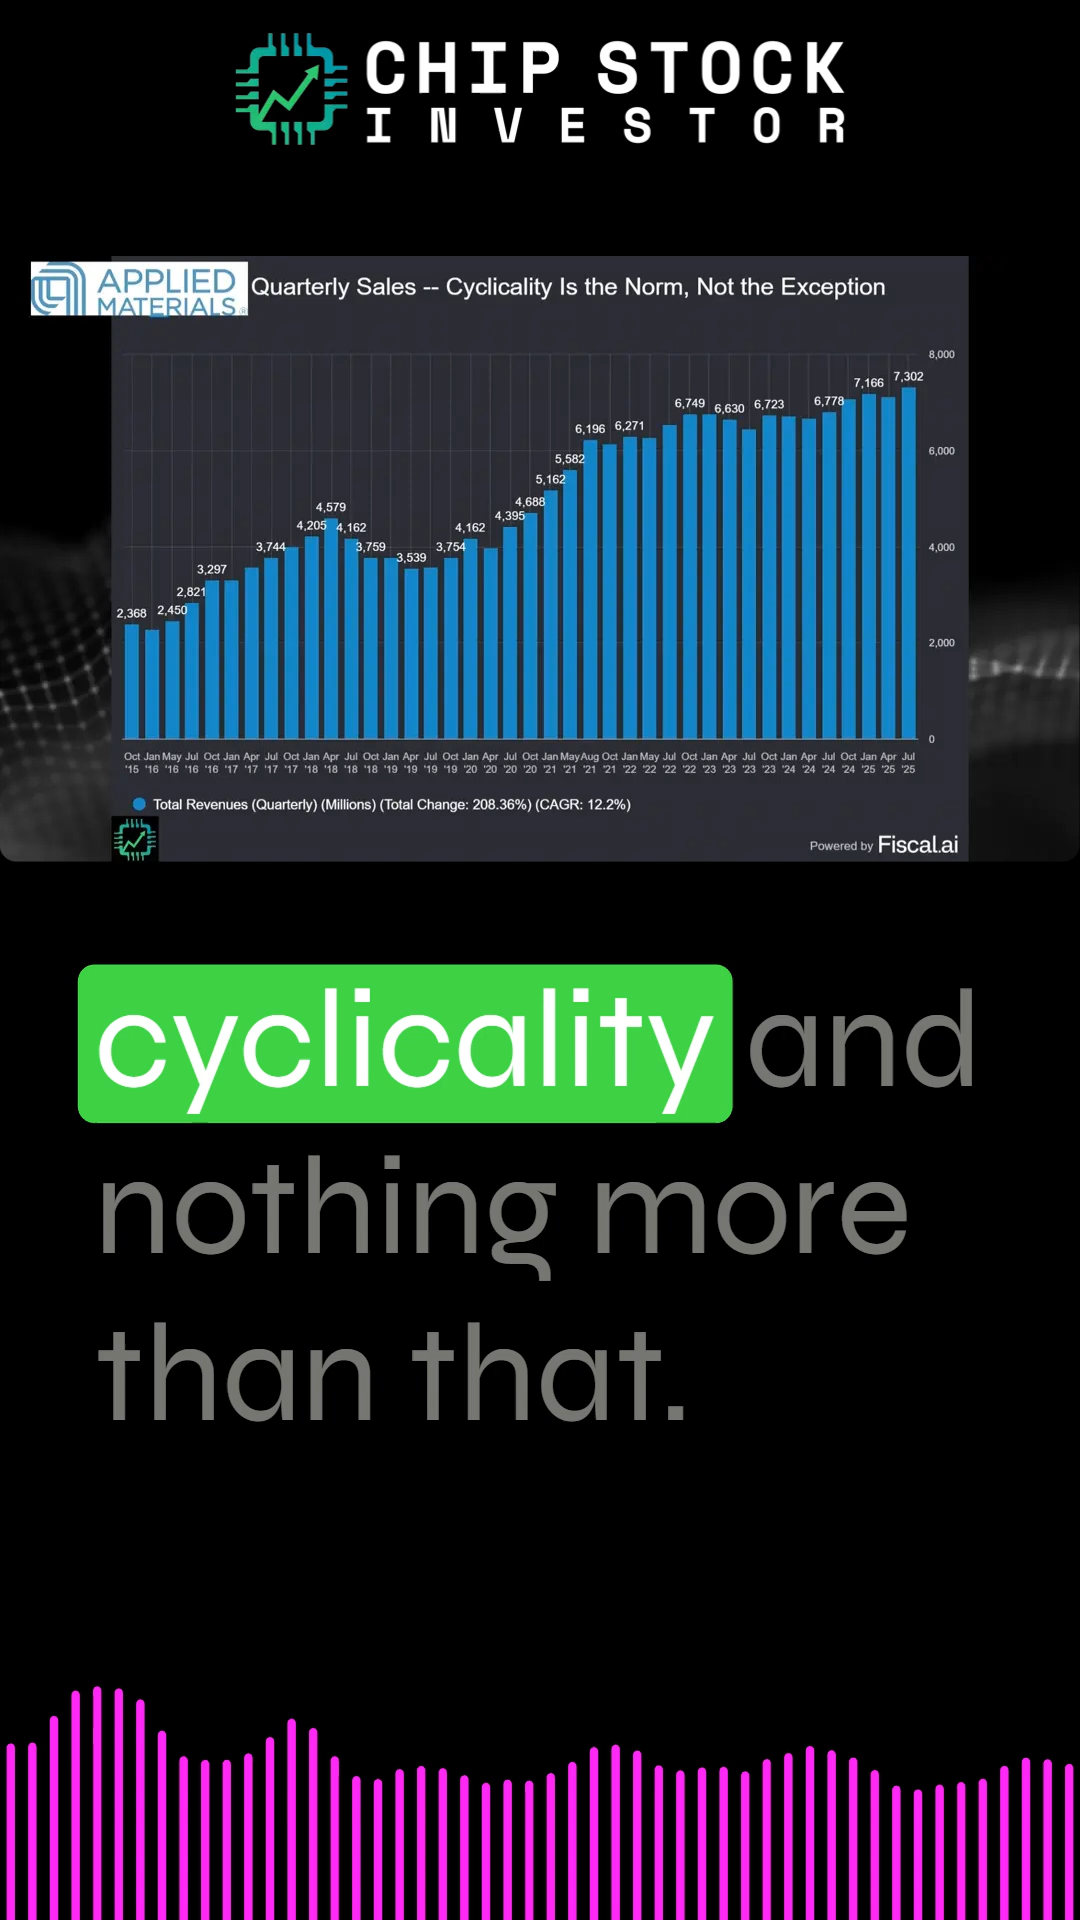 CHIP STOCK
INVESTOR
APPLIED
MATERIALS®
Quarterly Sales -- Cyclicality Is the Norm, Not the Exception
8,000
6,000
4,000
2,000
0
2,368
2,450
2,821
3,297
3,744
4,205
4,579
4,162
3,759
3,539
3,754
4,162
4,395
4,688
5,162
5,582
6,196
6,271
6,749
6,630
6,723
6,778
7,166
7,302
Oct Jan May Jul Oct Jan Apr Jul Oct Jan Apr Jul Oct Jan Apr Jul Oct Jan Apr Jul Oct Jan May Aug Oct Jan May Jul Oct Jan Apr Jul Oct Jan Apr Jul Oct Jan Apr Jul
'15 '16 '16 '16 '16 '17 '17 '17 '17 '18 '18 '18 '18 '19 '19 '19 '19 '20 '20 '20 '20 '21 '21 '21 '21 '22 '22 '22 '22 '23 '23 '23 '23 '24 '24 '24 '24 '25 '25 '25
Total Revenues (Quarterly) (Millions) (Total Change: 208.36%) (CAGR: 12.2%)
Powered by Fiscal.ai
cyclicality and
nothing more
than that.